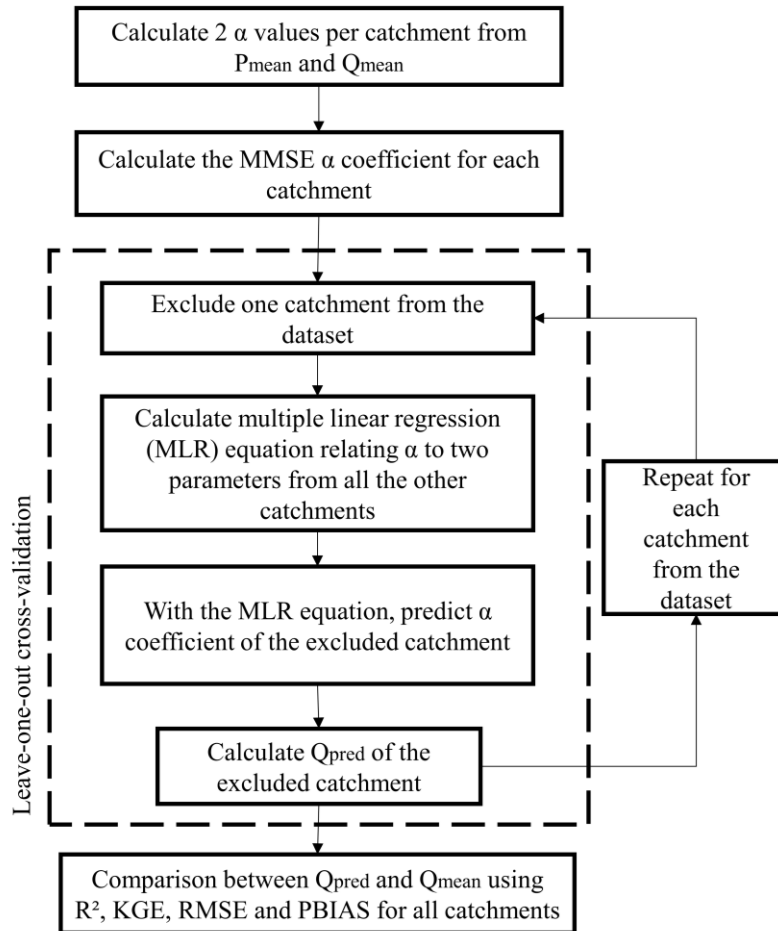 Calculate 2 α values per catchment from
Pmean and Qmean
Calculate the MMSE α coefficient for each
catchment
Exclude one catchment from the
dataset
Calculate multiple linear regression
(MLR) equation relating α to two
parameters from all the other
catchments
Repeat for
each
catchment
from the
dataset
With the MLR equation, predict α
coefficient of the excluded catchment
Calculate Qpred of the
excluded catchment
Leave-one-out cross-validation
Comparison between Qpred and Qmean using
R², KGE, RMSE and PBIAS for all catchments